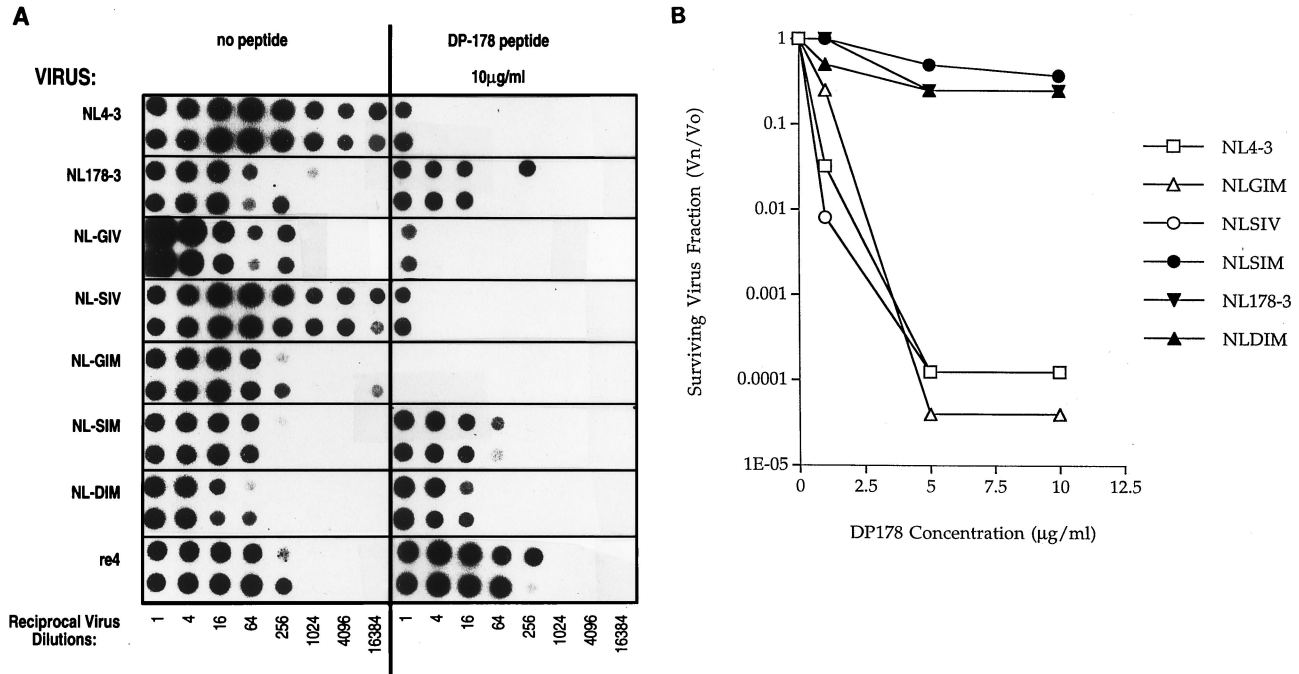 A
no peptide
DP-178 peptide
VIRUS:
10µg/ml
NL4-3
NL178-3
NL-GIV
NL-SIV
NL-GIM
NL-SIM
NL-DIM
re4
Reciprocal Virus
Dilutions:
1 4 16 64 256 1024 4096 16384
1 4 16 64 256 1024 4096 16384
B
Surviving Virus Fraction (Vn/Vo)
1
0.1
0.01
0.001
0.0001
1E-05
0 2.5 5 7.5 10 12.5
DP178 Concentration (µg/ml)
NL4-3
NLGIM
NLSIV
NLSIM
NL178-3
NLDIM